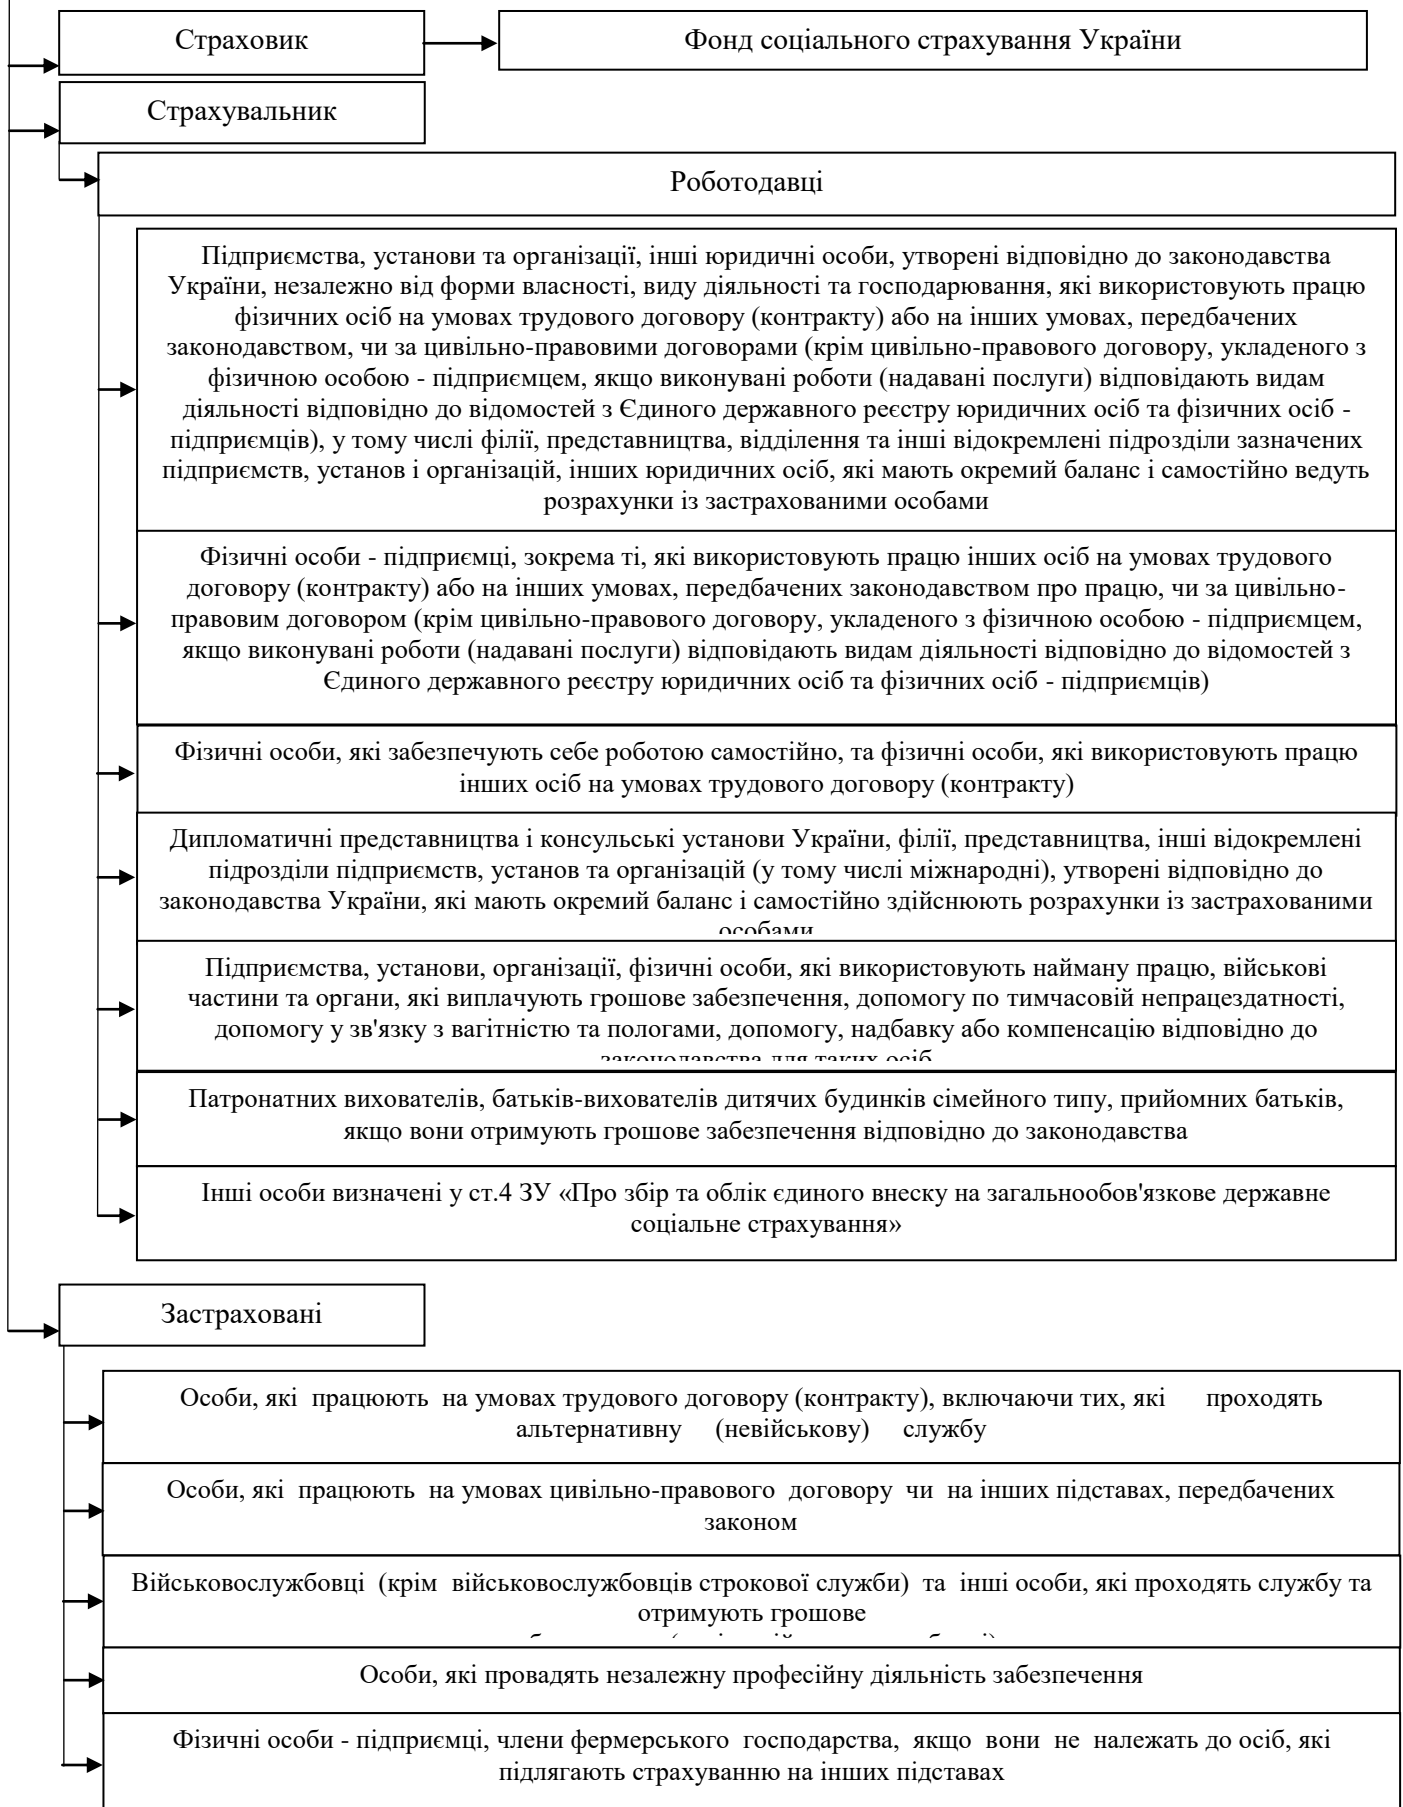 Страховик
Фонд соціального страхування України
Страхувальник
Роботодавці
Підприємства, установи та організації, інші юридичні особи, утворені відповідно до законодавства
України, незалежно від форми власності, виду діяльності та господарювання, які використовують працю
фізичних осіб на умовах трудового договору (контракту) або на інших умовах, передбачених
законодавством, чи за цивільно-правовими договорами (крім цивільно-правового договору, укладеного з
фізичною особою - підприємцем, якщо виконувані роботи (надавані послуги) відповідають видам
діяльності відповідно до відомостей з Єдиного державного реєстру юридичних осіб та фізичних осіб -
підприємців), у тому числі філії, представництва, відділення та інші відокремлені підрозділи зазначених
підприємств, установ і організацій, інших юридичних осіб, які мають окремий баланс і самостійно ведуть
розрахунки із застрахованими особами
Фізичні особи - підприємці, зокрема ті, які використовують працю інших осіб на умовах трудового
договору (контракту) або на інших умовах, передбачених законодавством про працю, чи за цивільно-
правовим договором (крім цивільно-правового договору, укладеного з фізичною особою - підприємцем,
якщо виконувані роботи (надавані послуги) відповідають видам діяльності відповідно до відомостей з
Єдиного державного реєстру юридичних осіб та фізичних осіб - підприємців)
Фізичні особи, які забезпечують себе роботою самостійно, та фізичні особи, які використовують працю
інших осіб на умовах трудового договору (контракту)
Дипломатичні представництва і консульські установи України, філії, представництва, інші відокремлені
підрозділи підприємств, установ та організацій (у тому числі міжнародні), утворені відповідно до
законодавства України, які мають окремий баланс і самостійно здійснюють розрахунки із застрахованими
особами
Підприємства, установи, організації, фізичні особи, які використовують найману працю, військові
частини та органи, які виплачують грошове забезпечення, допомогу по тимчасовій непрацездатності,
допомогу у зв'язку з вагітністю та пологами, допомогу, надбавку або компенсацію відповідно до
законодавства для таких осіб
Патронатних вихователів, батьків-вихователів дитячих будинків сімейного типу, прийомних батьків,
якщо вони отримують грошове забезпечення відповідно до законодавства
Інші особи визначені у ст.4 ЗУ «Про збір та облік єдиного внеску на загальнообов'язкове державне
соціальне страхування»
Застраховані
Особи, які працюють на умовах трудового договору (контракту), включаючи тих, які проходять
альтернативну (невійськову) службу
Особи, які працюють на умовах цивільно-правового договору чи на інших підставах, передбачених
законом
Військовослужбовці (крім військовослужбовців строкової служби) та інші особи, які проходять службу та
отримують грошове
Особи, які провадять незалежну професійну діяльність забезпечення
Фізичні особи - підприємці, члени фермерського господарства, якщо вони не належать до осіб, які
підлягають страхуванню на інших підставах